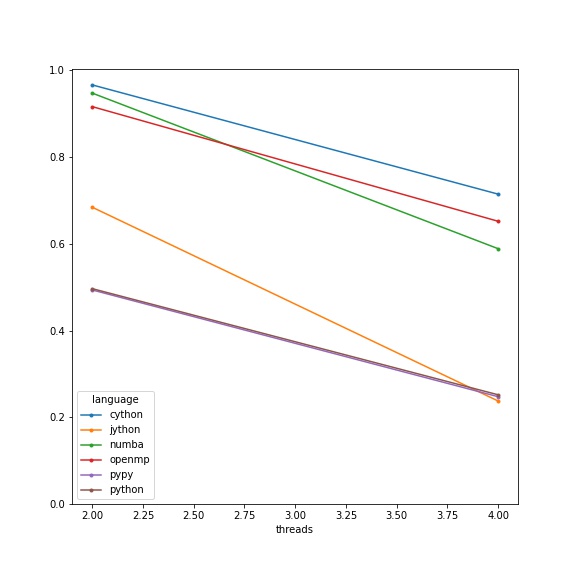 1.0
0.8
0.6
0.4
0.2
0.0
language
cython
jython
numba
openmp
pypy
python
2.00 2.25 2.50 2.75 3.00 3.25 3.50 3.75 4.00
threads